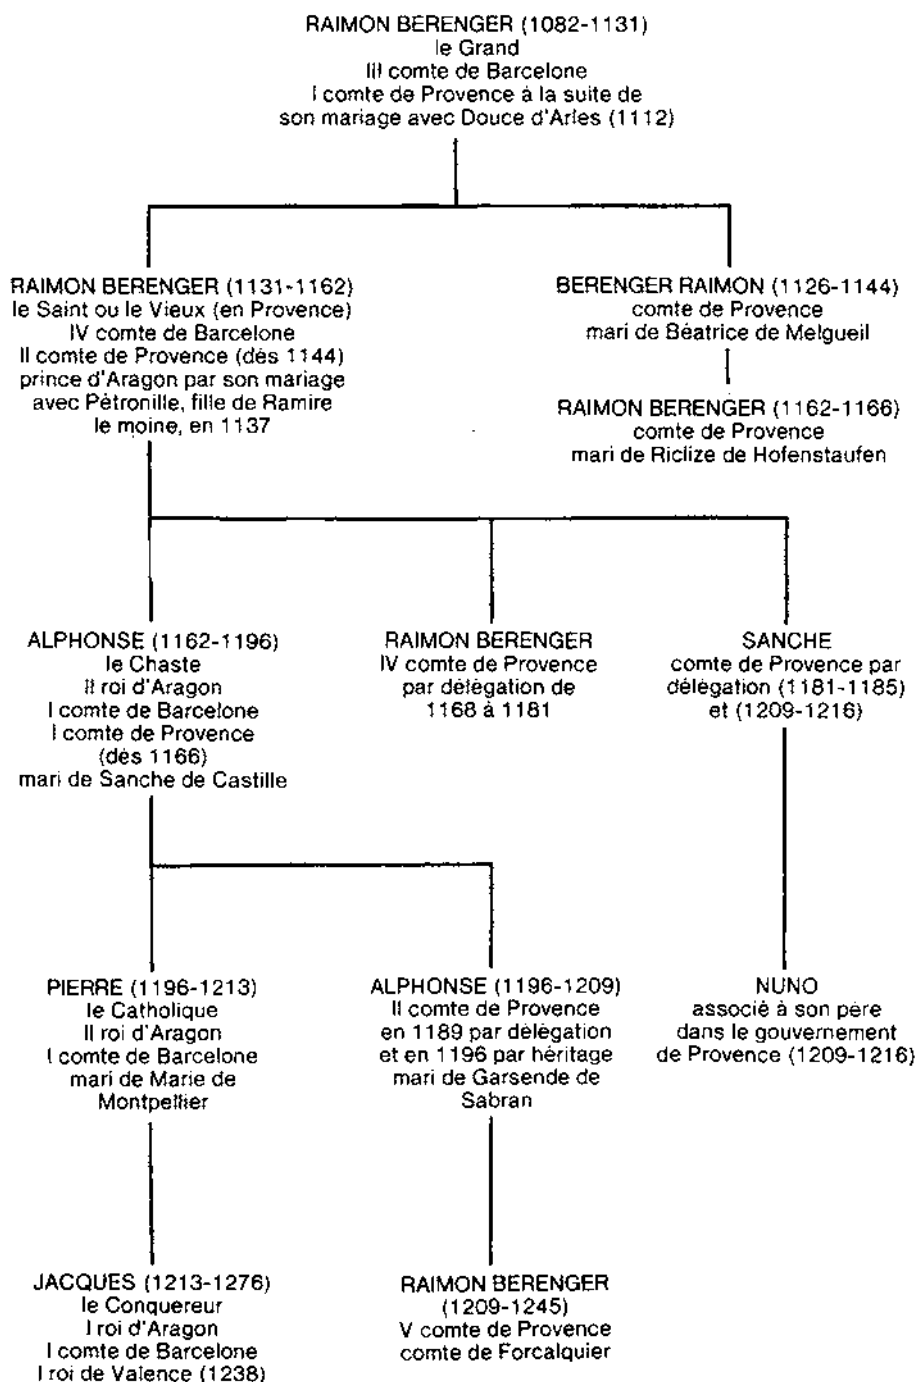 RAIMON BERENGER (1082-1131)
le Grand
III comte de Barcelone
I comte de Provence à la suite de
son mariage avec Douce d'Arles (1112)
RAIMON BERENGER (1131-1162)
le Saint ou le Vieux (en Provence)
IV comte de Barcelone
II comte de Provence (dès 1144)
prince d'Aragon par son mariage
avec Pétronille, fille de Ramire
le moine, en 1137
BERENGER RAIMON (1126-1144)
comte de Provence
mari de Béatrice de Melgueil
RAIMON BERENGER (1162-1166)
comte de Provence
mari de Riclize de Hofenstaufen
ALPHONSE (1162-1196)
le Chaste
II roi d'Aragon
I comte de Barcelone
I comte de Provence
(dès 1166)
mari de Sanche de Castille
RAIMON BERENGER
IV comte de Provence
par délégation de
1168 à 1181
SANCHE
comte de Provence par
délégation (1181-1185)
et (1209-1216)
PIERRE (1196-1213)
le Catholique
II roi d'Aragon
I comte de Barcelone
mari de Marie de
Montpellier
ALPHONSE (1196-1209)
II comte de Provence
en 1189 par délégation
et en 1196 par héritage
mari de Garsende de
Sabran
NUNO
associé à son père
dans le gouvernement
de Provence (1209-1216)
JACQUES (1213-1276)
le Conquereur
I roi d'Aragon
I comte de Barcelone
I roi de Valence (1238)
RAIMON BERENGER
(1209-1245)
V comte de Provence
comte de Forcalquier